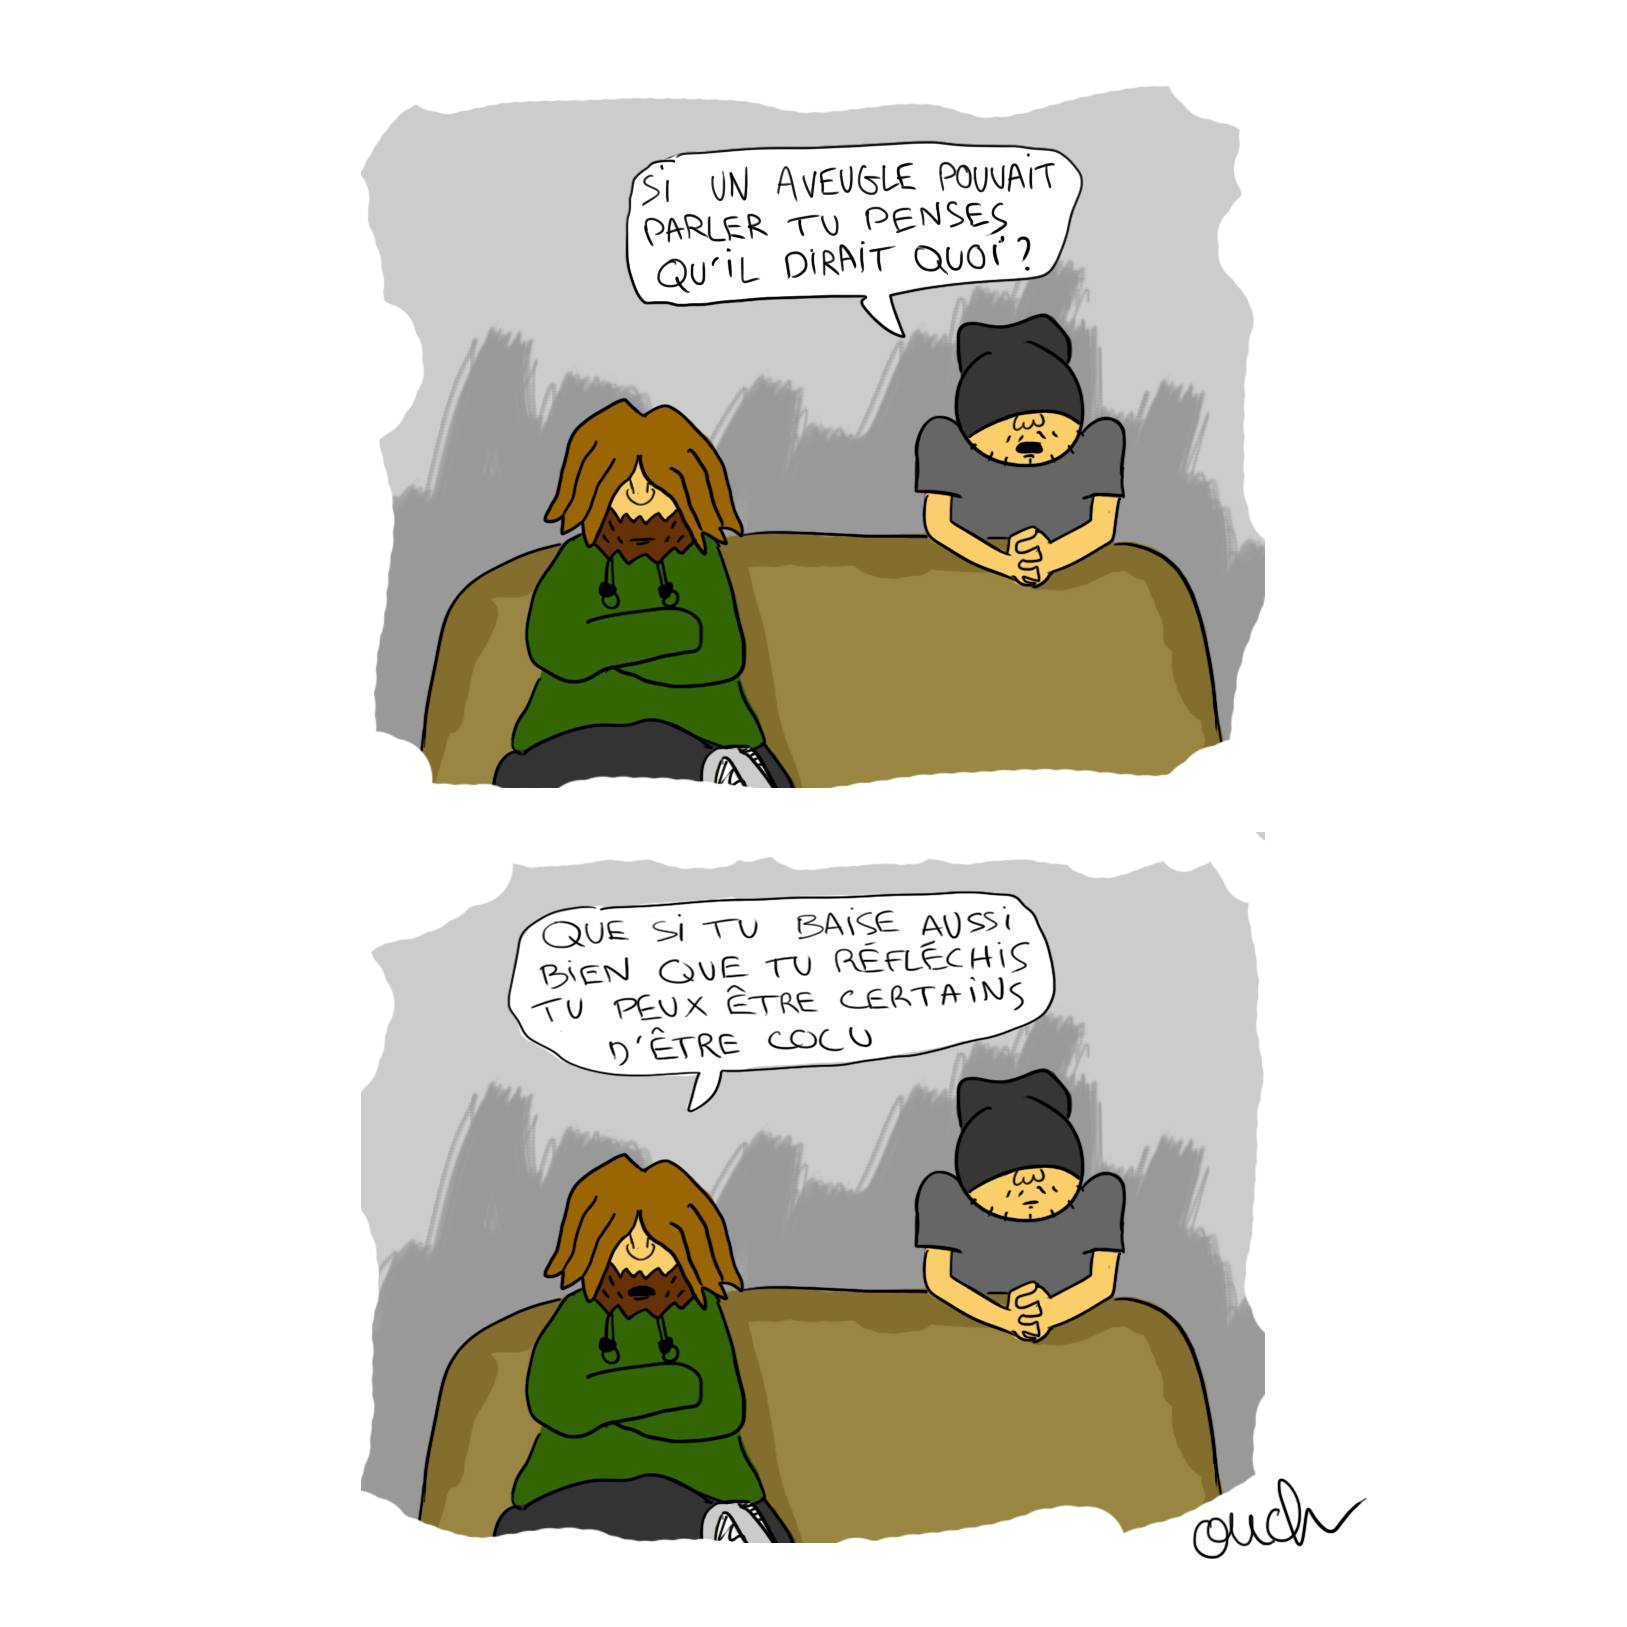 Si UN AVEUGLE POUVAiT
PARLER TU PENSES
QU'iL DiRAiT QUOi ?
QUE Si TU BAiSE AUSSi
BiEN QUE TU RÉFLÉCHiS
TU PEUX ÊTRE CERTAiNS
D'ÊTRE COCU
ouch